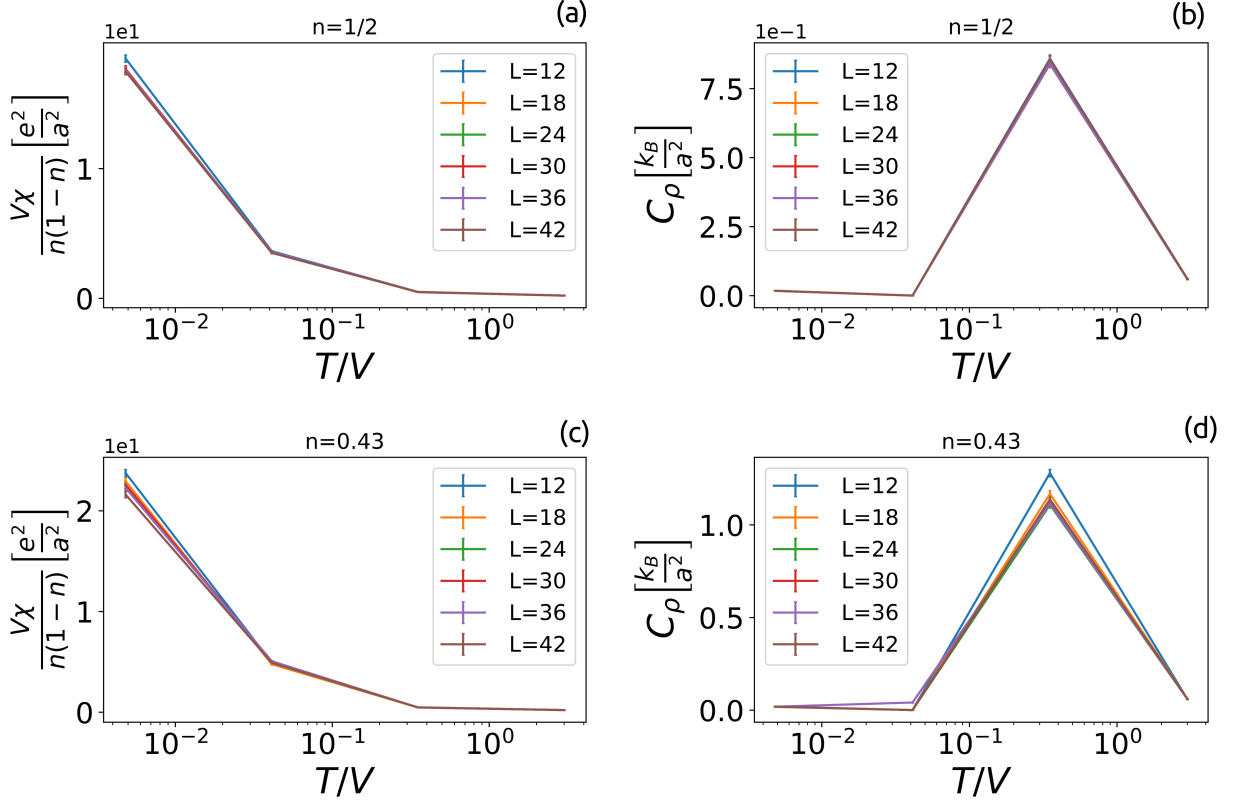 (a)
1e1
n=1/2
Vχ / n(1 − n) [e² / a²]
1
0
L=12
L=18
L=24
L=30
L=36
L=42
10⁻² 10⁻¹ 10⁰
T/V
(b)
1e−1
n=1/2
C_ρ [k_B / a²]
7.5
5.0
2.5
0.0
L=12
L=18
L=24
L=30
L=36
L=42
10⁻² 10⁻¹ 10⁰
T/V
(c)
1e1
n=0.43
Vχ / n(1 − n) [e² / a²]
2
1
0
L=12
L=18
L=24
L=30
L=36
L=42
10⁻² 10⁻¹ 10⁰
T/V
(d)
n=0.43
C_ρ [k_B / a²]
1.0
0.5
0.0
L=12
L=18
L=24
L=30
L=36
L=42
10⁻² 10⁻¹ 10⁰
T/V